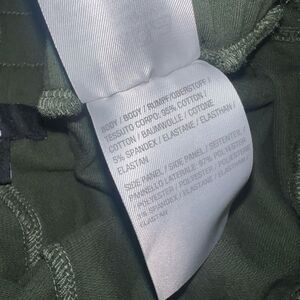 BODY / BODY / RUMPF/OBERSTOFF /
TESSUTO CORPO: 95% COTTON /
COTTON / BAUMWOLLE / COTONE
5% SPANDEX / ELASTANE / ELASTHAN /
ELASTAN
SIDE PANEL / SIDE PANEL / SEITENTEIL /
PANNELLO LATERALE: 97% POLYESTER /
POLYESTER / POLYESTER / POLIESTERE
3% SPANDEX / ELASTANE / ELASTHAN /
ELASTAN